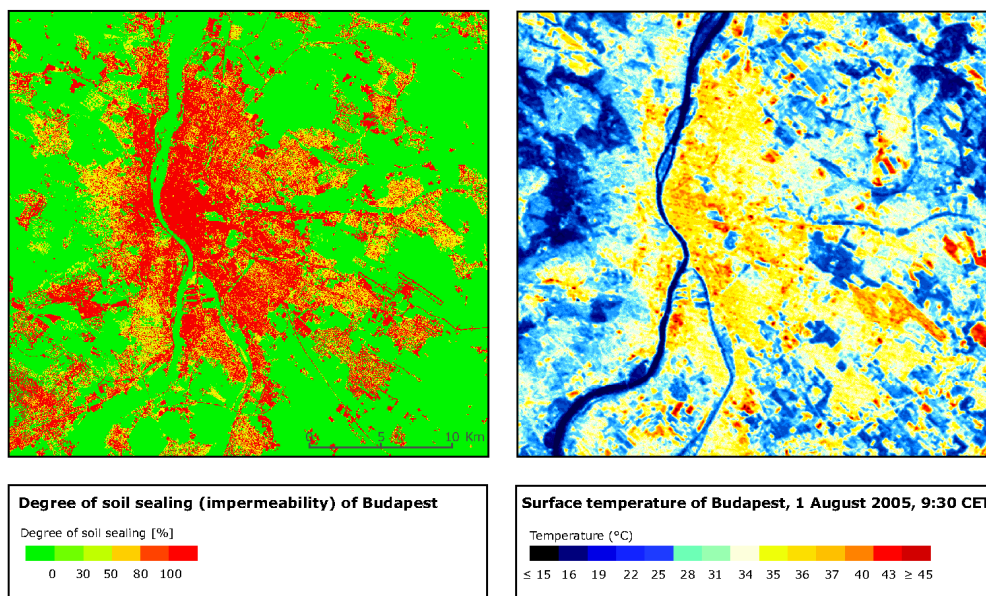 0 5 10 Km
Degree of soil sealing (impermeability) of Budapest
Degree of soil sealing [%]
0 30 50 80 100
Surface temperature of Budapest, 1 August 2005, 9:30 CET
Temperature (°C)
≤ 15 16 19 22 25 28 31 34 35 36 37 40 43 ≥ 45